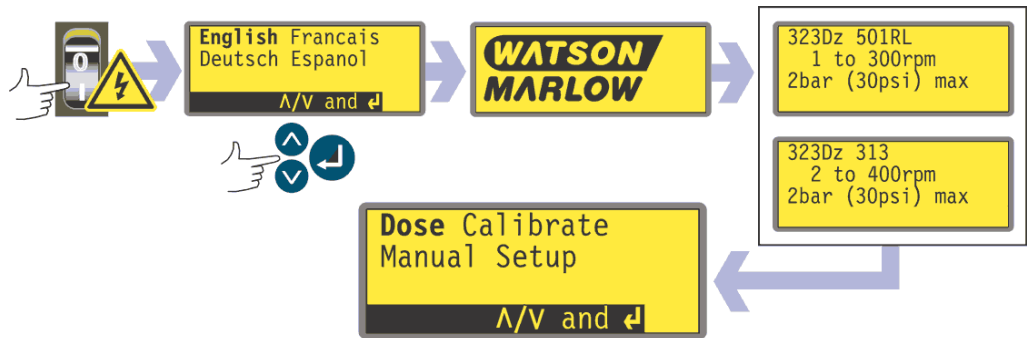 0
I
English Francais
Deutsch Espanol
Λ/V and ↲
WATSON
MARLOW
323Dz 501RL
1 to 300rpm
2bar (30psi) max
323Dz 313
2 to 400rpm
2bar (30psi) max
Dose Calibrate
Manual Setup
Λ/V and ↲